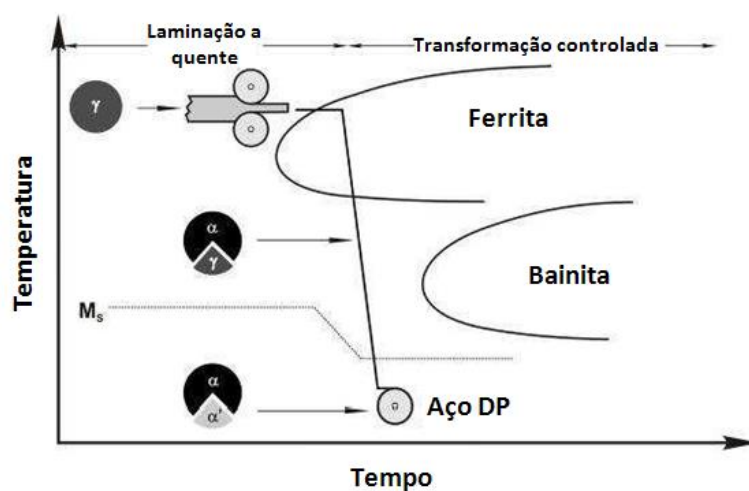 Laminação a
quente
Transformação controlada
γ
Ferrita
Temperatura
α
γ
Bainita
Ms
α
α'
Aço DP
Tempo